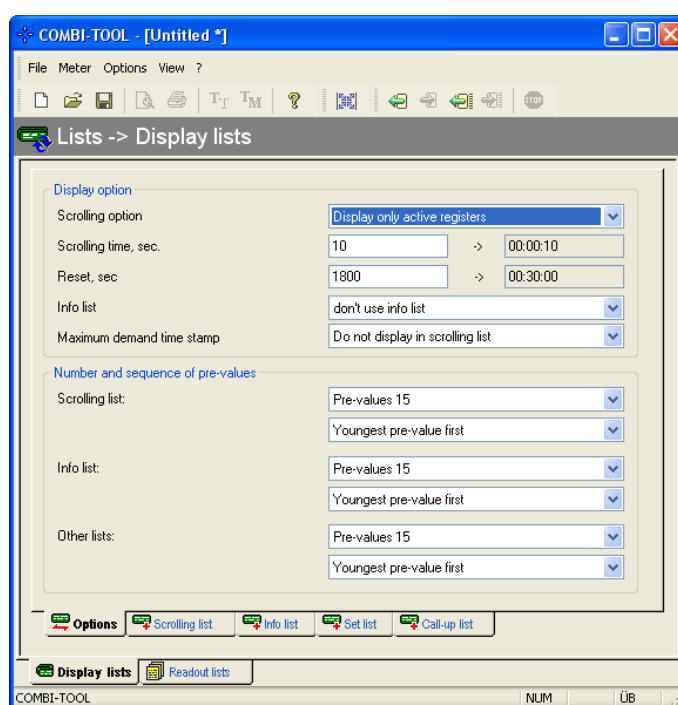 COMBI-TOOL - [Untitled *]
File Meter Options View ?
TT TM ? STOP
Lists -> Display lists
Display option
Scrolling option Display only active registers
Scrolling time, sec. 10 -> 00:00:10
Reset, sec 1800 -> 00:30:00
Info list don't use info list
Maximum demand time stamp Do not display in scrolling list
Number and sequence of pre-values
Scrolling list: Pre-values 15
Youngest pre-value first
Info list: Pre-values 15
Youngest pre-value first
Other lists: Pre-values 15
Youngest pre-value first
Options Scrolling list Info list Set list Call-up list
Display lists Readout lists
COMBI-TOOL NUM ÜB